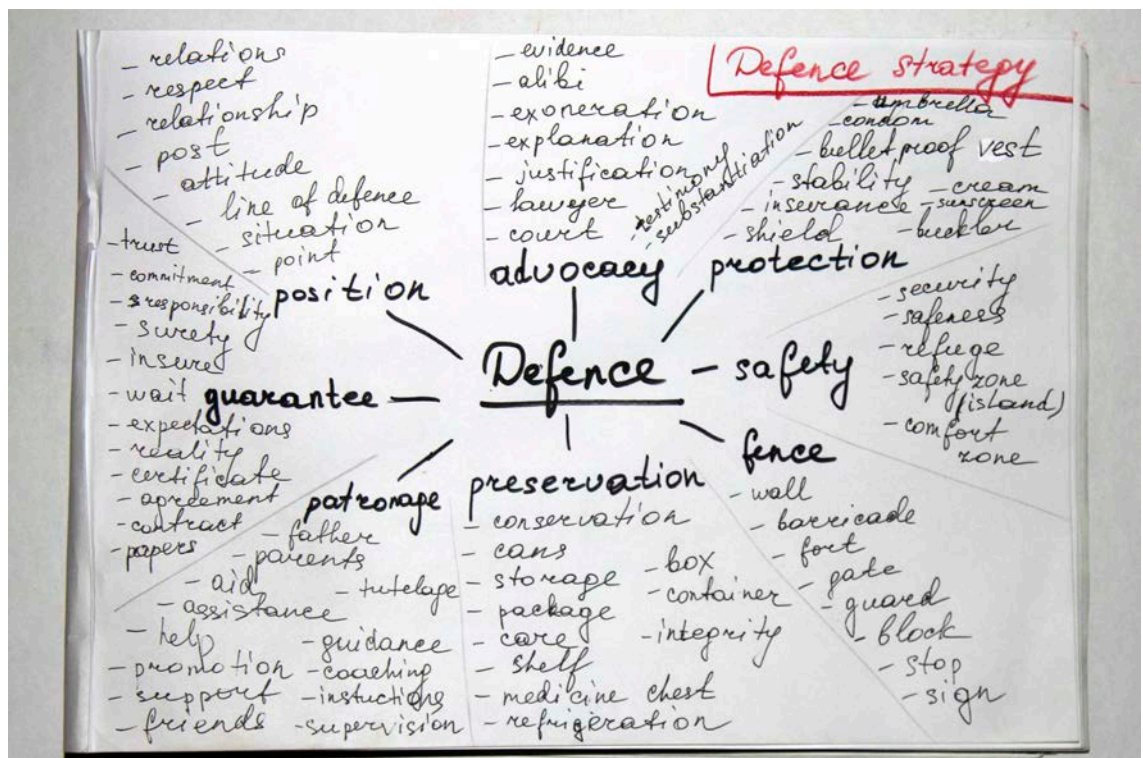 Defence strategy
- relations
- respect
- relationship
- post
- attitude
- line of defence
- situation
- point
position
- evidence
- alibi
- exoneration
- explanation
- justification
- lawyer
- court
- testimony
- substantiation
advocacy
- umbrella
- condom
- bullet proof vest
- stability
- cream
- insurance
- sunscreen
- shield
- buckler
protection
Defence
- safety
- security
- safeness
- refuge
- safety zone
(island)
- comfort
zone
fence
- wall
- barricade
- fort
- gate
- guard
- block
- stop
- sign
preservation
- conservation
- cans
- storage
- package
- care
- shelf
- medicine chest
- refrigeration
- box
- container
- integrity
patronage
- father
- parents
- aid
- tutelage
- assistance
- help
- promotion
- support
- friends
- guidance
- coaching
- instuctions
- supervision
guarantee
- trust
- commitment
- responsibility
- surety
- insure
- wait
- expectations
- reality
- certificate
- agreement
- contract
- papers